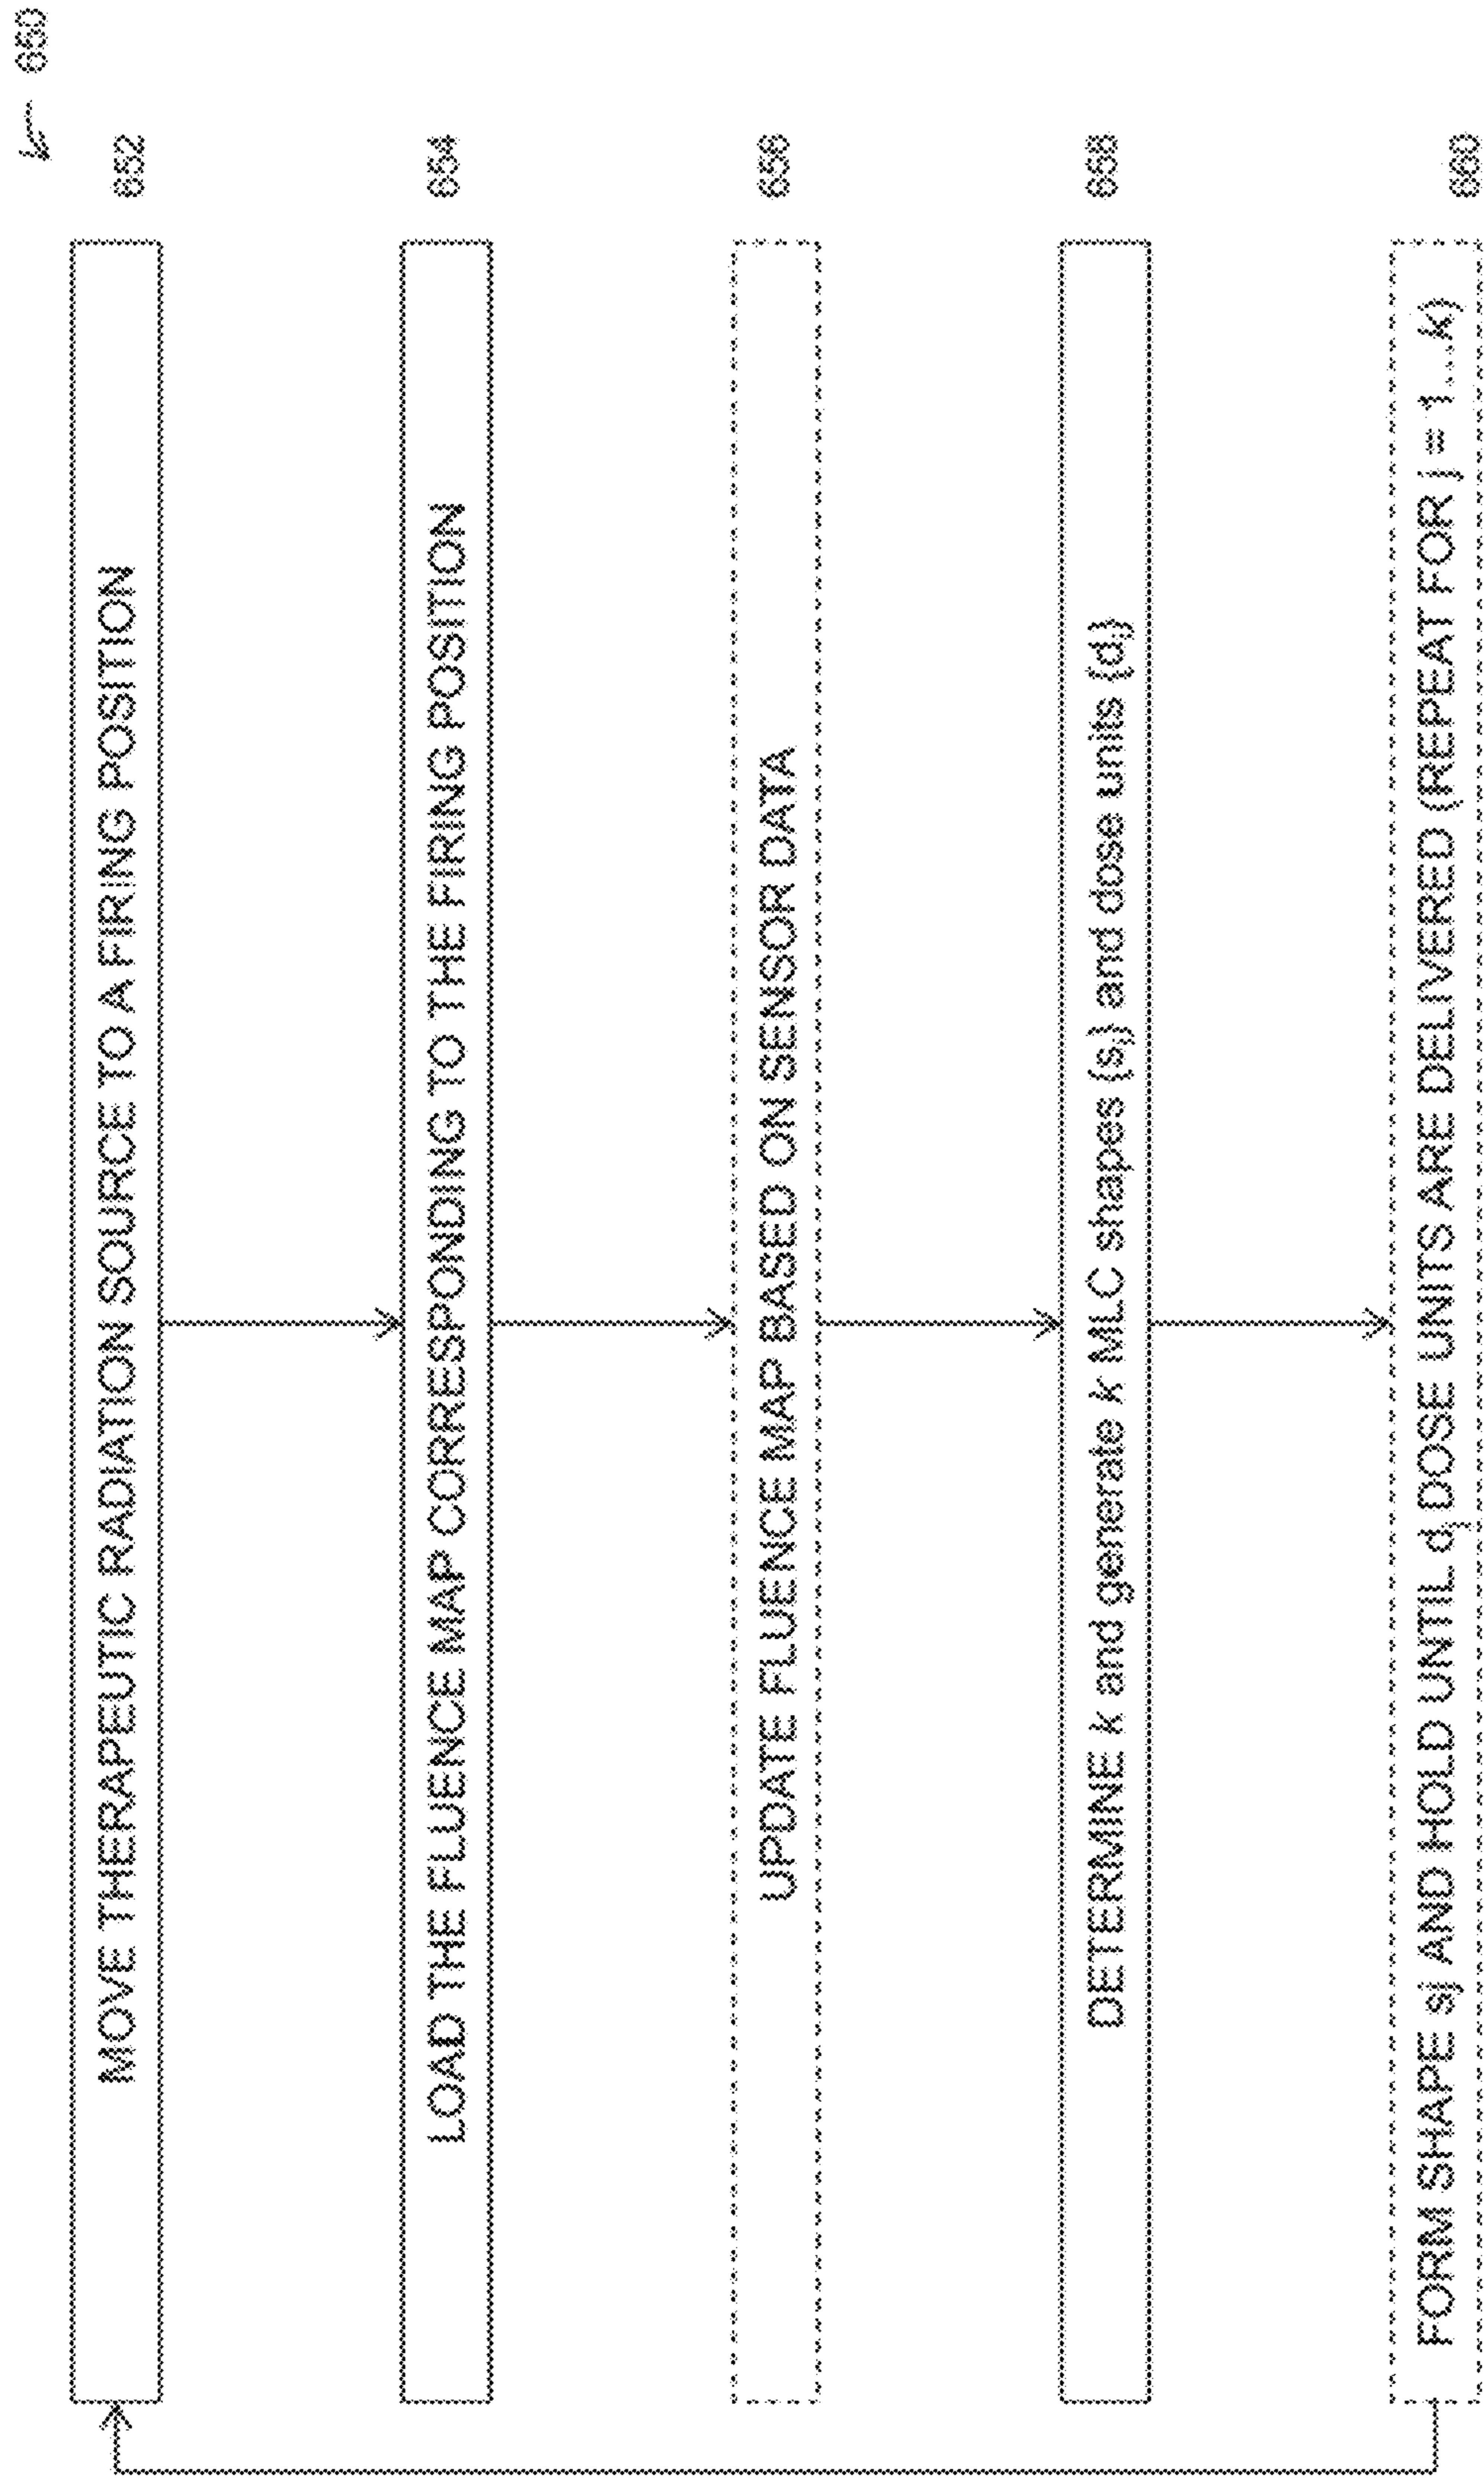 650
MOVE THERAPEUTIC RADIATION SOURCE TO A FIRING POSITION
652
LOAD THE FLUENCE MAP CORRESPONDING TO THE FIRING POSITION
654
UPDATE FLUENCE MAP BASED ON SENSOR DATA
656
DETERMINE k and generate k MLC shapes {sj} and dose units {dj}
658
FORM SHAPE sj AND HOLD UNTIL dj DOSE UNITS ARE DELIVERED (REPEAT FOR j = 1...k)
660